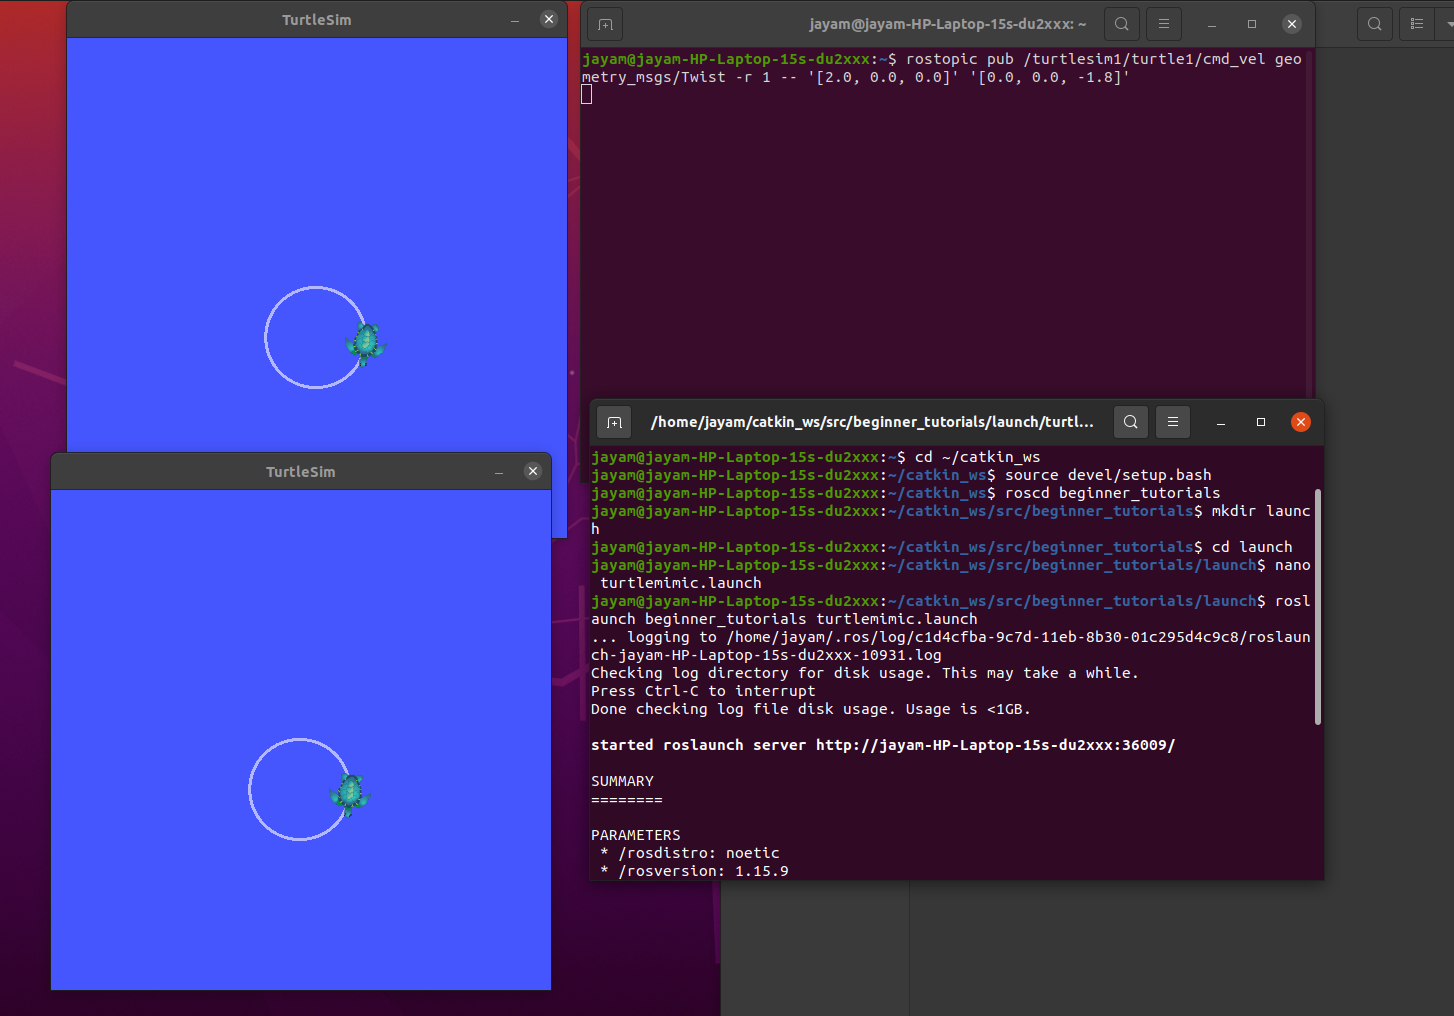 TurtleSim
jayam@jayam-HP-Laptop-15s-du2xxx: ~
jayam@jayam-HP-Laptop-15s-du2xxx:~$ rostopic pub /turtlesim1/turtle1/cmd_vel geo
metry_msgs/Twist -r 1 -- '[2.0, 0.0, 0.0]' '[0.0, 0.0, -1.8]'
TurtleSim
/home/jayam/catkin_ws/src/beginner_tutorials/launch/turtl...
jayam@jayam-HP-Laptop-15s-du2xxx:~$ cd ~/catkin_ws
jayam@jayam-HP-Laptop-15s-du2xxx:~/catkin_ws$ source devel/setup.bash
jayam@jayam-HP-Laptop-15s-du2xxx:~/catkin_ws$ roscd beginner_tutorials
jayam@jayam-HP-Laptop-15s-du2xxx:~/catkin_ws/src/beginner_tutorials$ mkdir launc
h
jayam@jayam-HP-Laptop-15s-du2xxx:~/catkin_ws/src/beginner_tutorials$ cd launch
jayam@jayam-HP-Laptop-15s-du2xxx:~/catkin_ws/src/beginner_tutorials/launch$ nano
 turtlemimic.launch
jayam@jayam-HP-Laptop-15s-du2xxx:~/catkin_ws/src/beginner_tutorials/launch$ rosl
aunch beginner_tutorials turtlemimic.launch
... logging to /home/jayam/.ros/log/c1d4cfba-9c7d-11eb-8b30-01c295d4c9c8/roslaun
ch-jayam-HP-Laptop-15s-du2xxx-10931.log
Checking log directory for disk usage. This may take a while.
Press Ctrl-C to interrupt
Done checking log file disk usage. Usage is <1GB.
started roslaunch server http://jayam-HP-Laptop-15s-du2xxx:36009/
SUMMARY
========
PARAMETERS
 * /rosdistro: noetic
 * /rosversion: 1.15.9